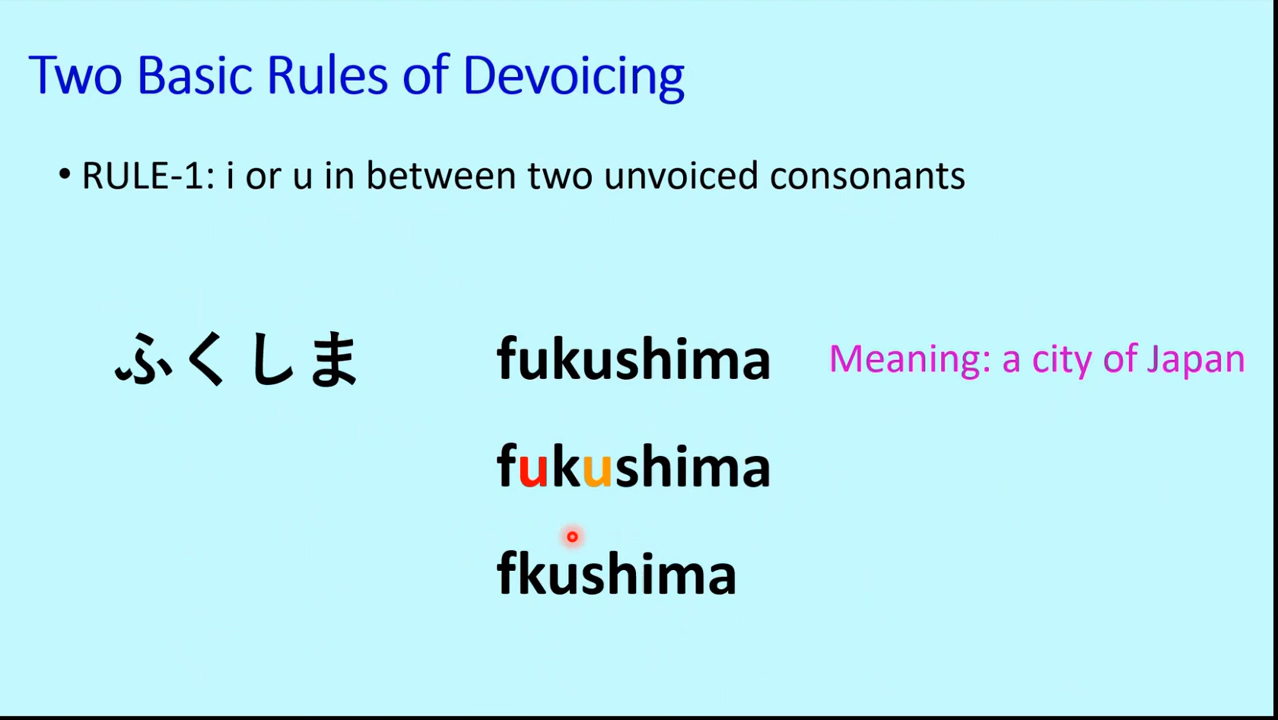 Two Basic Rules of Devoicing
• RULE-1: i or u in between two unvoiced consonants
ふくしま fukushima Meaning: a city of Japan
fukushima
fkushima